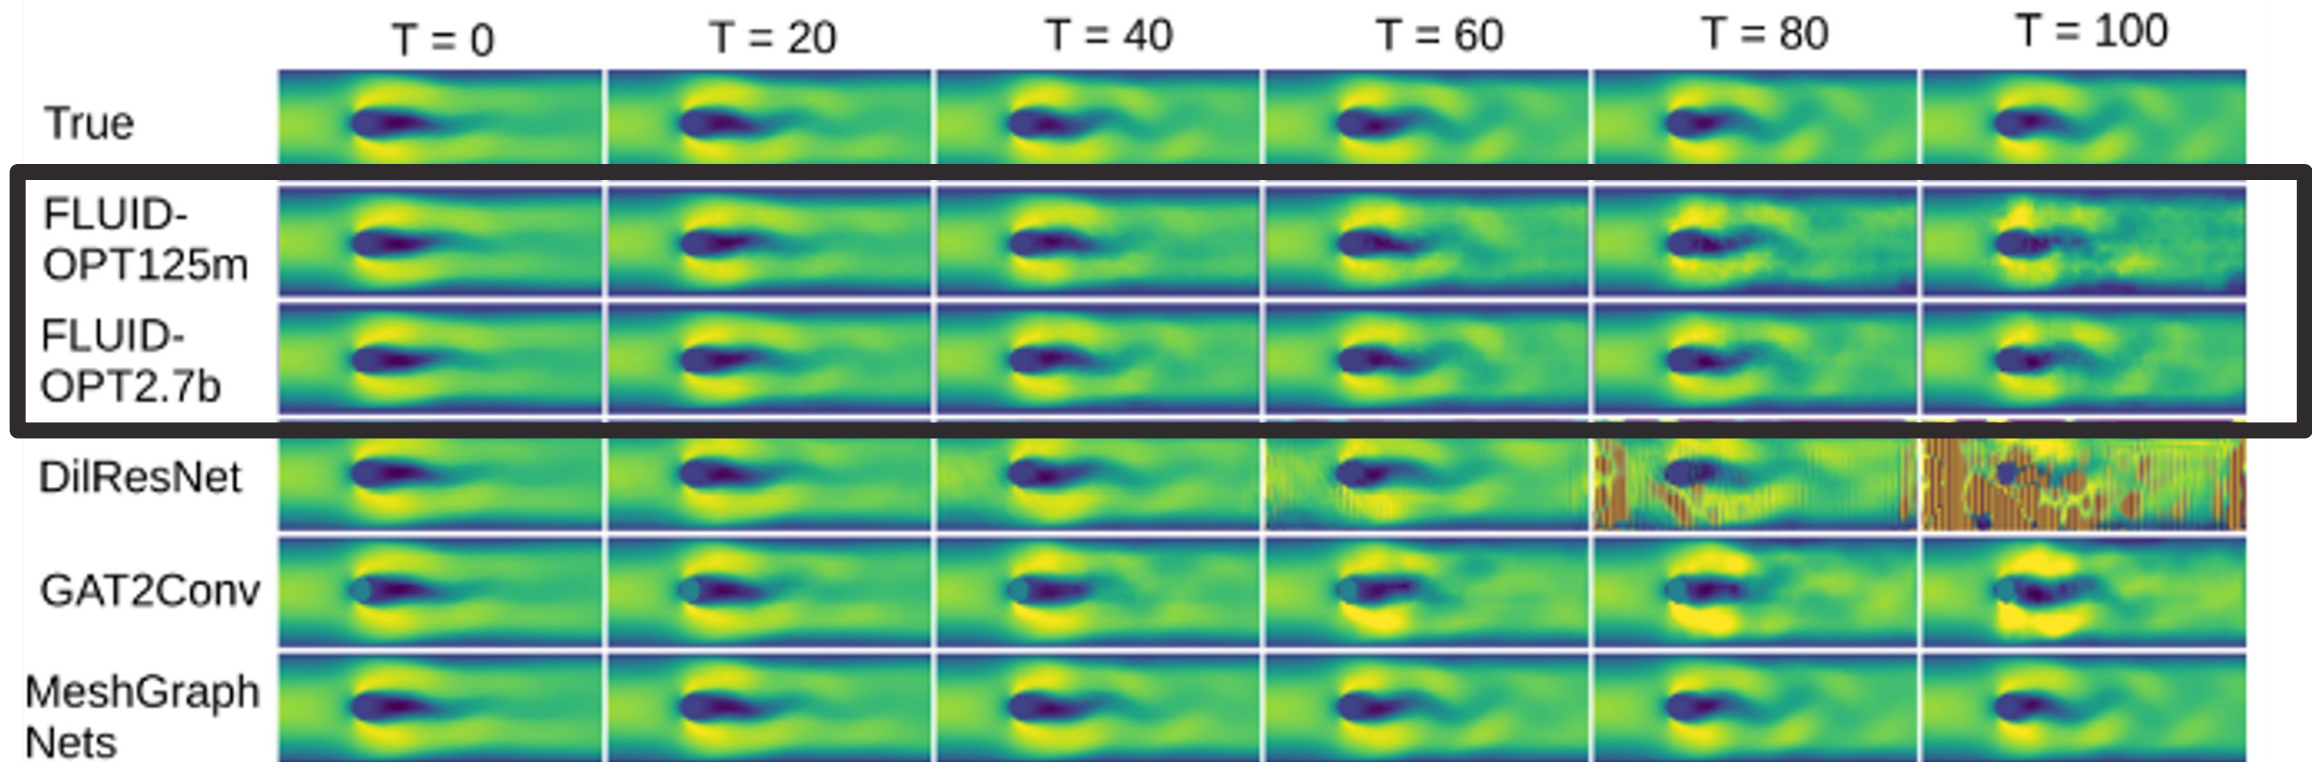 T = 0 T = 20 T = 40 T = 60 T = 80 T = 100
True
FLUID-
OPT125m
FLUID-
OPT2.7b
DilResNet
GAT2Conv
MeshGraph
Nets